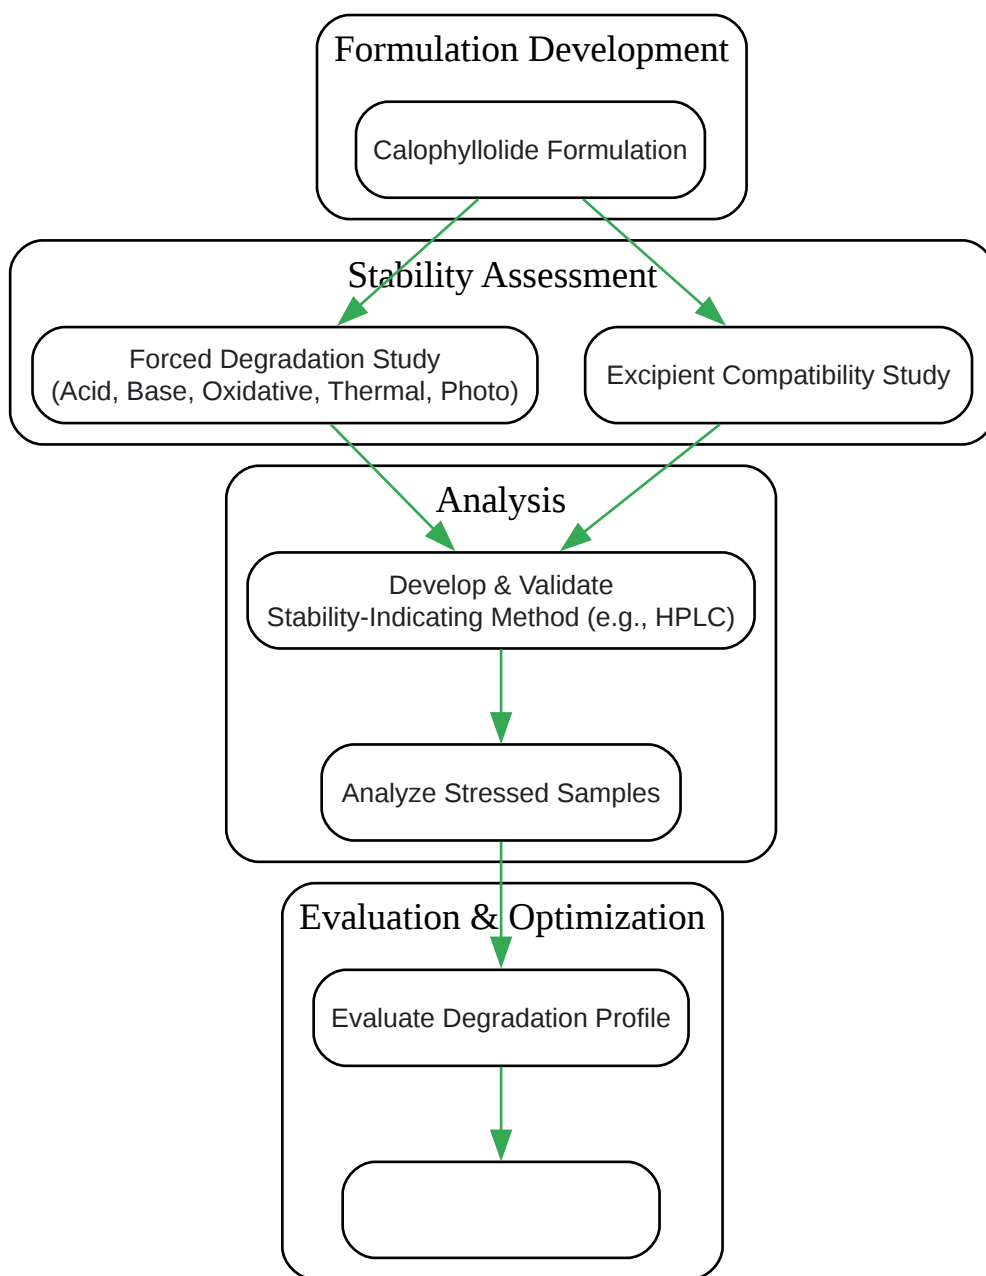 Formulation Development
Calophyllolide Formulation
Stability Assessment
Forced Degradation Study
(Acid, Base, Oxidative, Thermal, Photo)
Excipient Compatibility Study
Analysis
Develop & Validate
Stability-Indicating Method (e.g., HPLC)
Analyze Stressed Samples
Evaluation & Optimization
Evaluate Degradation Profile